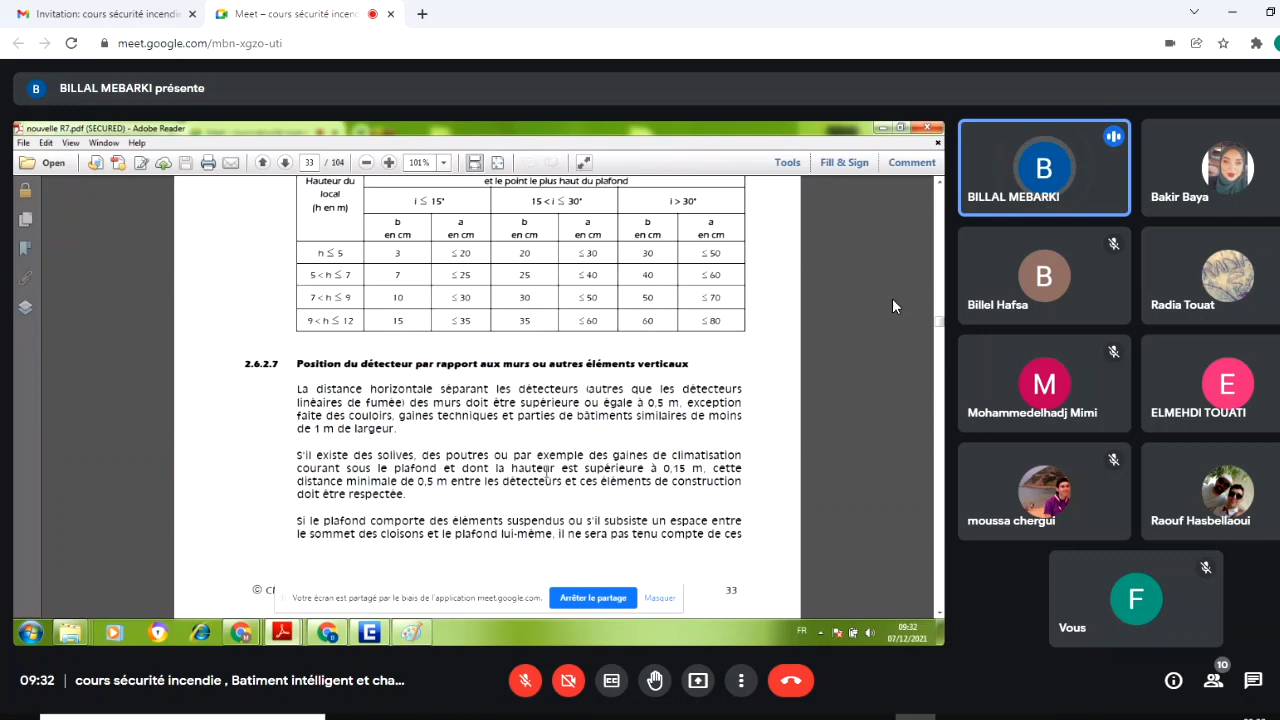 Invitation: cours sécurité incendie
Meet – cours sécurité incend
meet.google.com/mbn-xgzo-uti
B
BILLAL MEBARKI présente
nouvelle R7.pdf (SECURED) - Adobe Reader
File Edit View Window Help
Open
33 / 104
101%
Tools Fill & Sign Comment
Hauteur du local (h en m)
et le point le plus haut du plafond
i ≤ 15° 15 < i ≤ 30° i > 30°
b en cm a en cm b en cm a en cm b en cm a en cm
h ≤ 5 3 ≤ 20 20 ≤ 30 30 ≤ 50
5 < h ≤ 7 7 ≤ 25 25 ≤ 40 40 ≤ 60
7 < h ≤ 9 10 ≤ 30 30 ≤ 50 50 ≤ 70
9 < h ≤ 12 15 ≤ 35 35 ≤ 60 60 ≤ 80
2.6.2.7 Position du détecteur par rapport aux murs ou autres éléments verticaux
La distance horizontale séparant les détecteurs (autres que les détecteurs
linéaires de fumée) des murs doit être supérieure ou égale à 0,5 m, exception
faite des couloirs, gaines techniques et parties de bâtiments similaires de moins
de 1 m de largeur.
S'il existe des solives, des poutres ou par exemple des gaines de climatisation
courant sous le plafond et dont la hauteur est supérieure à 0,15 m, cette
distance minimale de 0,5 m entre les détecteurs et ces éléments de construction
doit être respectée.
Si le plafond comporte des éléments suspendus ou s'il subsiste un espace entre
le sommet des cloisons et le plafond lui-même, il ne sera pas tenu compte de ces
©
33
Votre écran est partagé par le biais de l'application meet.google.com.
Arrêter le partage
Masquer
FR
09:32
07/12/2021
B
BILLAL MEBARKI
Bakir Baya
B
Billel Hafsa
Radia Touat
M
Mohammedelhadj Mimi
E
ELMEHDI TOUATI
moussa chergui
Raouf Hasbellaoui
F
Vous
09:32 | cours sécurité incendie , Batiment intélligent et cha...
10